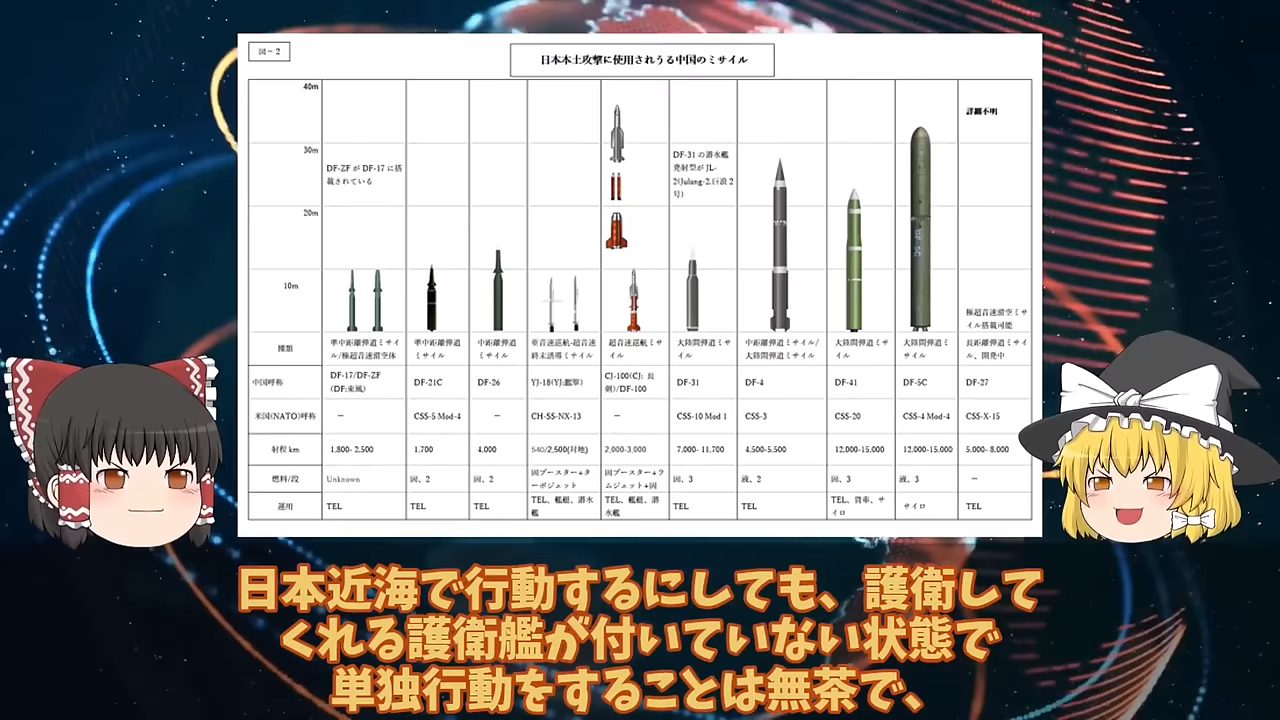 図－2
日本本土攻撃に使用されうる中国のミサイル
40m
30m
20m
10m
DF-ZF が DF-17 に搭
載されている
DF-31 の潜水艦
発射型が JL-
2(Julang-2,巨浪 2
号)
詳細不明
極超音速滑空ミサ
イル搭載可能
DF-5C
種類
準中距離弾道ミサイ
ル/極超音速滑空体
準中距離弾道
ミサイル
中距離弾道
ミサイル
亜音速巡航-超音速
終末誘導ミサイル
超音速巡航ミサ
イル
大陸間弾道ミサ
イル
中距離弾道ミサイル/
大陸間弾道ミサイル
大陸間弾道ミサ
イル
大陸間弾道ミ
サイル
長距離弾道ミサイ
ル、開発中
中国呼称
DF-17/DF-ZF
(DF:東風)
DF-21C
DF-26
YJ-18(YJ:鷹撃)
CJ-100(CJ: 長
剣)/DF-100
DF-31
DF-4
DF-41
DF-5C
DF-27
米国(NATO)呼称
－
CSS-5 Mod-4
－
CH-SS-NX-13
－
CSS-10 Mod 1
CSS-3
CSS-20
CSS-4 Mod-4
CSS-X-15
射程 km
1,800- 2,500
1,700
4,000
540/2,500(対地)
2,000-3,000
7,000- 11,700
4,500-5,500
12,000-15,000
12,000-15,000
5,000- 8,000
燃料/段
Unknown
固、2
固、2
固ブースター+タ
ーボジェット
固ブースター+ラ
ムジェット+固
固、3
液、2
固、3
液、3
－
運用
TEL
TEL
TEL
TEL、艦艇、潜水
艦
TEL、艦艇、潜
水艦
TEL
TEL
TEL、貨車、サ
イロ
サイロ
TEL
日本近海で行動するにしても、護衛して
くれる護衛艦が付いていない状態で
単独行動をすることは無茶で、